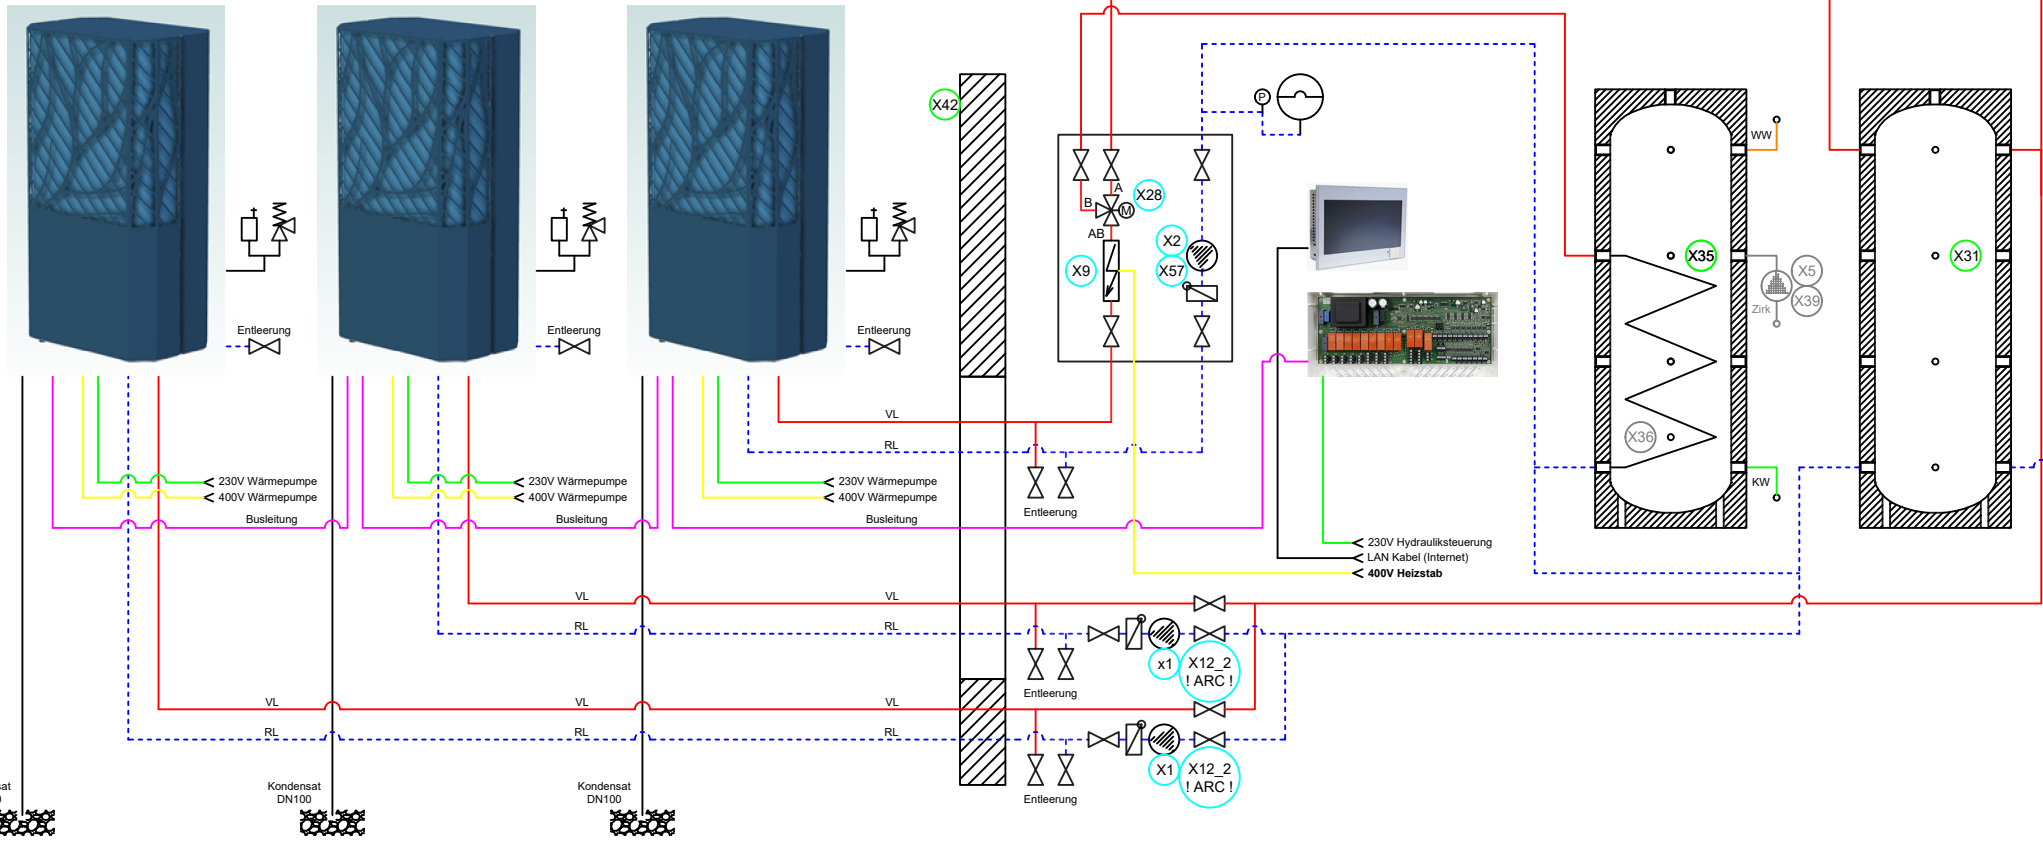 X42
P
A
X28
B
M
AB
X2
X9
X57
WW
X35
X5
X39
Zirk
X31
X36
KW
Entleerung
Entleerung
Entleerung
VL
RL
230V Wärmepumpe
400V Wärmepumpe
Busleitung
230V Wärmepumpe
400V Wärmepumpe
Busleitung
230V Wärmepumpe
400V Wärmepumpe
Busleitung
Entleerung
230V Hydrauliksteuerung
LAN Kabel (Internet)
400V Heizstab
VL
VL
RL
RL
x1
X12_2
! ARC !
Entleerung
VL
VL
VL
RL
RL
RL
X1
X12_2
! ARC !
Entleerung
Kondensat
DN100
Kondensat
DN100